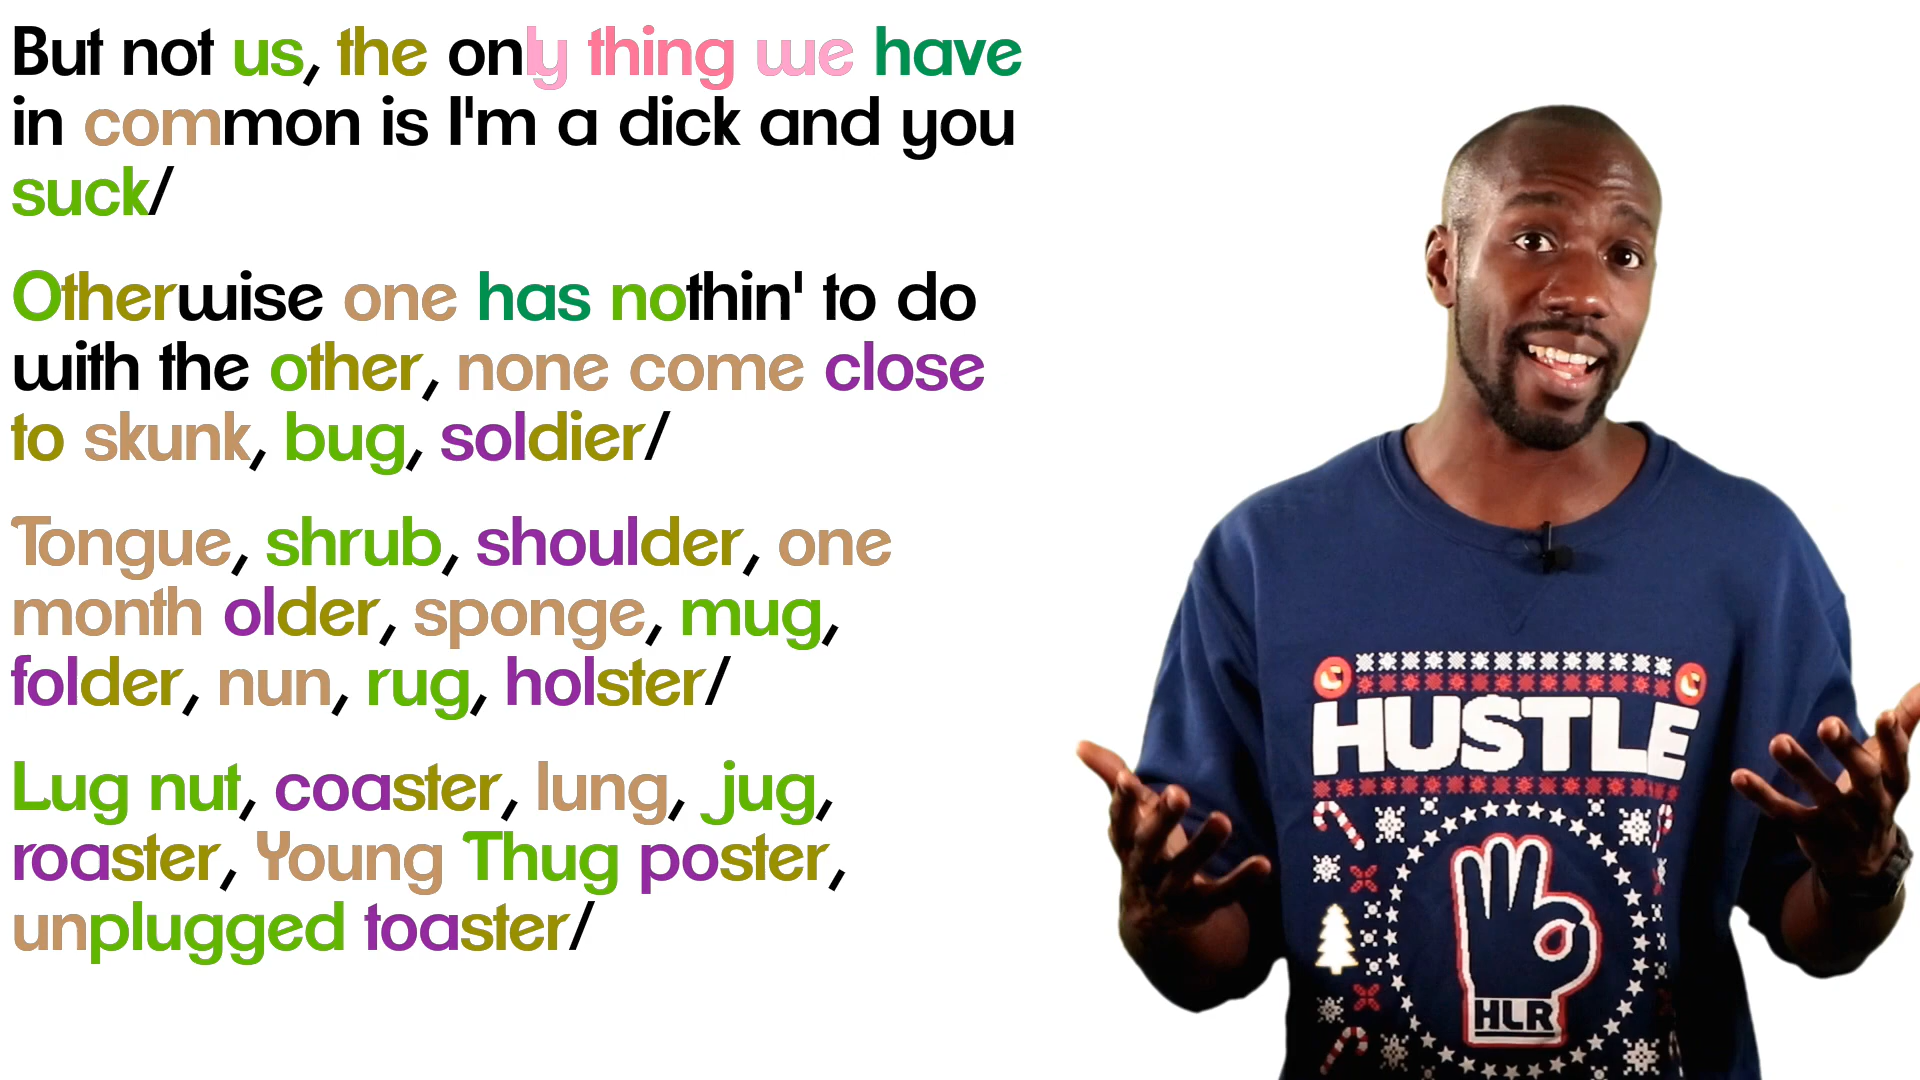 But not us, the only thing we have
in common is I'm a dick and you
suck/
Otherwise one has nothin' to do
with the other, none come close
to skunk, bug, soldier/
Tongue, shrub, shoulder, one
month older, sponge, mug,
folder, nun, rug, holster/
Lug nut, coaster, lung, jug,
roaster, Young Thug poster,
unplugged toaster/
HUSTLE
HLR